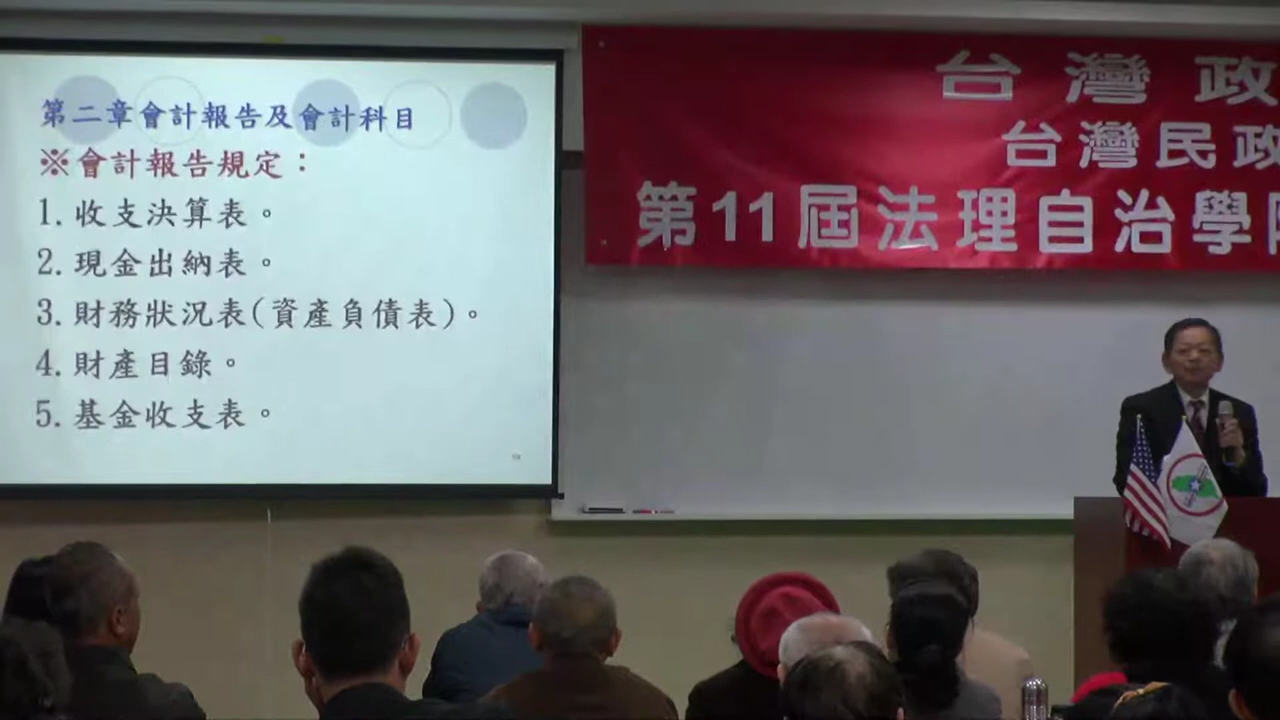 第二章會計報告及會計科目
※會計報告規定：
1.收支決算表。
2.現金出納表。
3.財務狀況表(資產負債表)。
4.財產目錄。
5.基金收支表。
台灣政
台灣民政
第11屆法理自治學